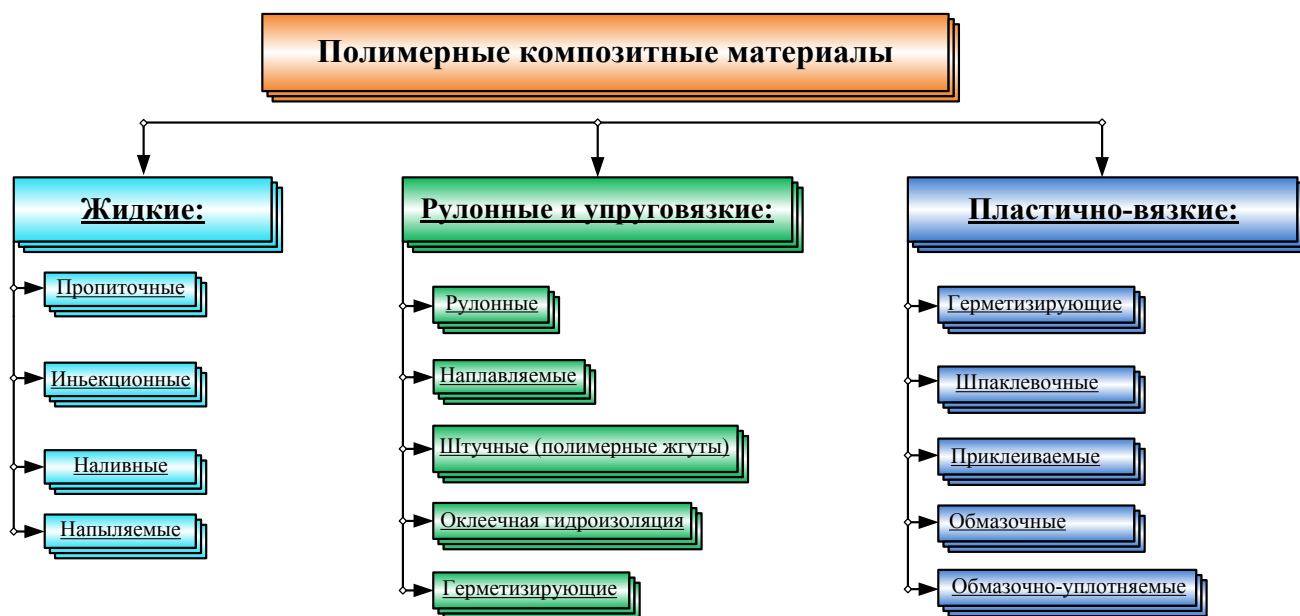 Полимерные композитные материалы
Жидкие:
Пропиточные
Иньекционные
Наливные
Напыляемые
Рулонные и упруговязкие:
Рулонные
Наплавляемые
Штучные (полимерные жгуты)
Оклеечная гидроизоляция
Герметизирующие
Пластично-вязкие:
Герметизирующие
Шпаклевочные
Приклеиваемые
Обмазочные
Обмазочно-уплотняемые